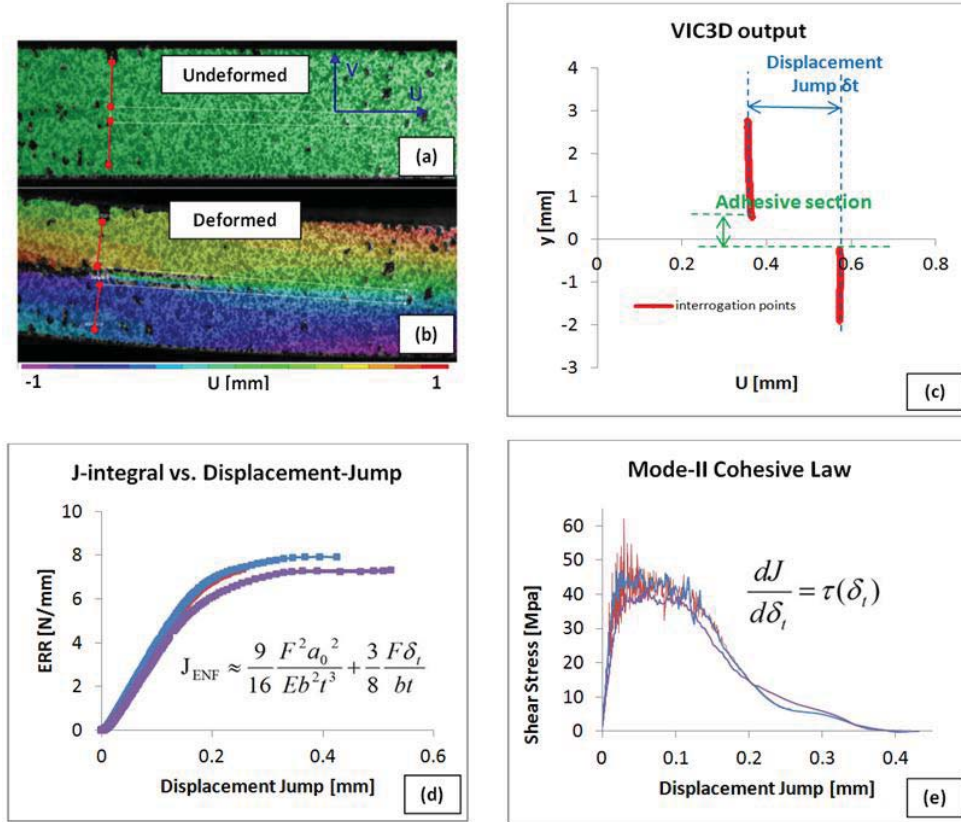 Undeformed
V
U
(a)
Deformed
(b)
-1
U [mm]
1
VIC3D output
Displacement
Jump δt
Adhesive section
y [mm]
4
3
2
1
0
-1
-2
-3
0
0.2
0.4
0.6
0.8
interrogation points
U [mm]
(c)
J-integral vs. Displacement-Jump
ERR [N/mm]
10
8
6
4
2
0
J_ENF ≈ 9/16 F²a₀²/Eb²t³ + 3/8 Fδ_t/bt
0
0.2
0.4
0.6
Displacement Jump [mm]
(d)
Mode-II Cohesive Law
Shear Stress [Mpa]
60
50
40
30
20
10
0
dJ/dδ_t = τ(δ_t)
0
0.1
0.2
0.3
0.4
Displacement Jump [mm]
(e)